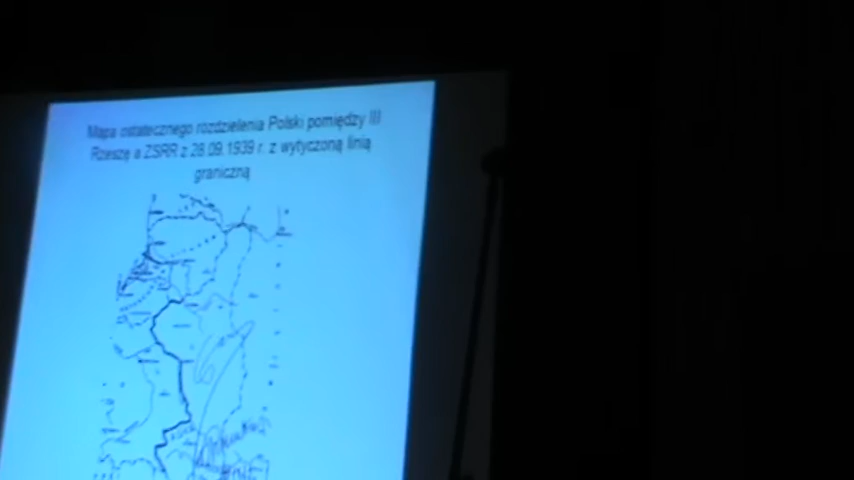 Mapa ostatecznego rozdzielenia Polski pomiędzy III
Rzeszę a ZSRR z 28.09.1939 r. z wytyczoną linią
graniczną